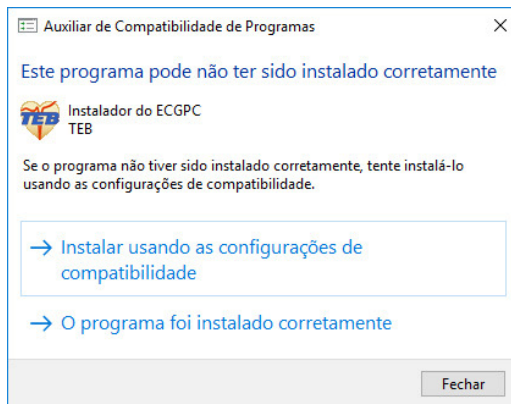 Auxiliar de Compatibilidade de Programas
Este programa pode não ter sido instalado corretamente
TEB
Instalador do ECGPC
TEB
Se o programa não tiver sido instalado corretamente, tente instalá-lo
usando as configurações de compatibilidade.
Instalar usando as configurações de
compatibilidade
O programa foi instalado corretamente
Fechar